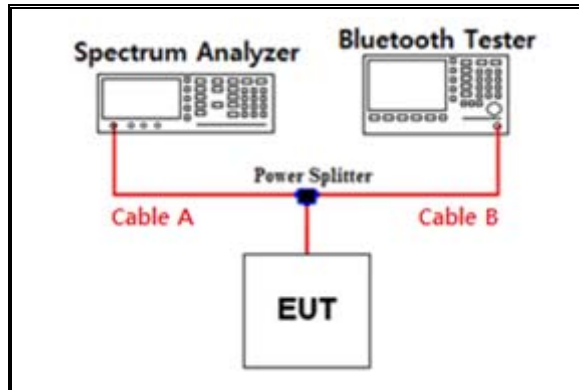 Spectrum Analyzer
Bluetooth Tester
Power Splitter
Cable A
Cable B
EUT